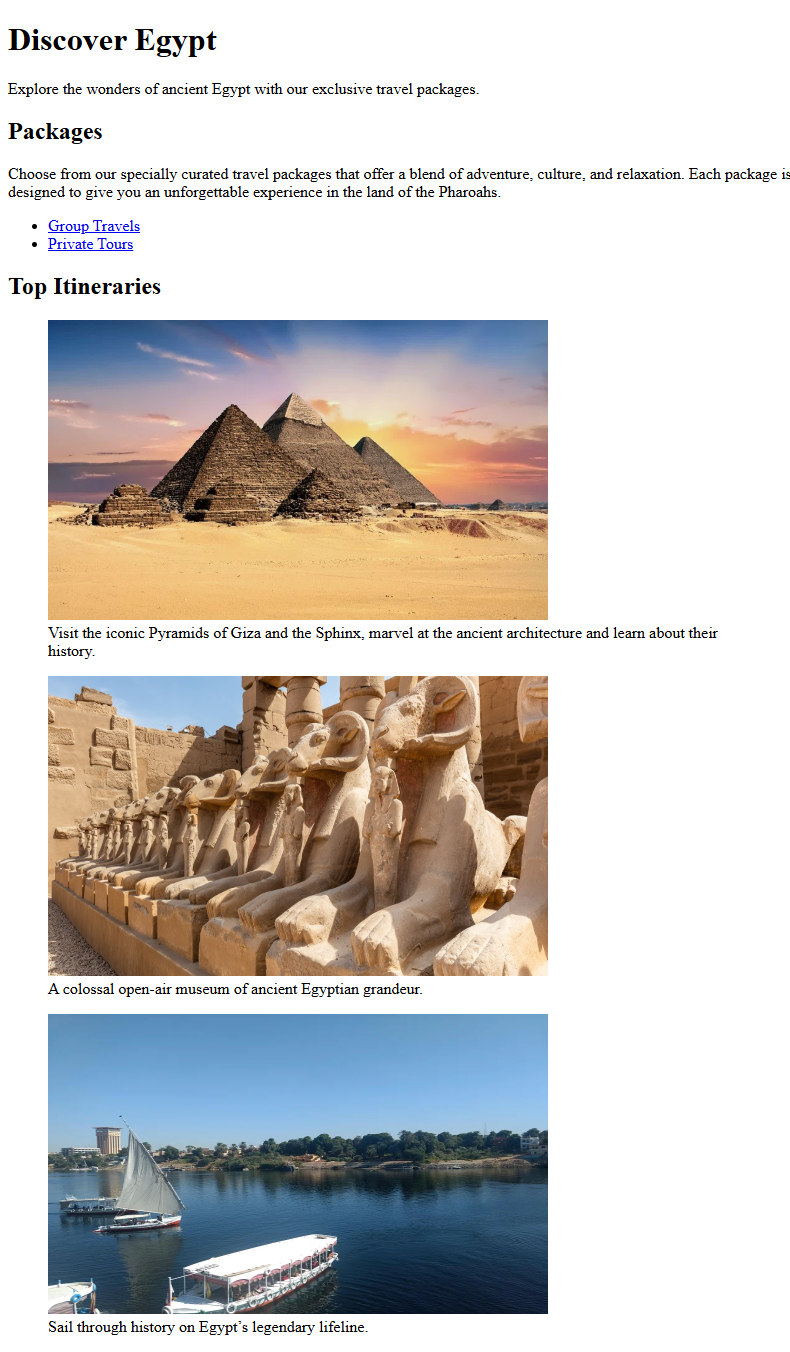 Discover Egypt
Explore the wonders of ancient Egypt with our exclusive travel packages.
Packages
Choose from our specially curated travel packages that offer a blend of adventure, culture, and relaxation. Each package is
designed to give you an unforgettable experience in the land of the Pharoahs.
Group Travels
Private Tours
Top Itineraries
Visit the iconic Pyramids of Giza and the Sphinx, marvel at the ancient architecture and learn about their
history.
A colossal open-air museum of ancient Egyptian grandeur.
Sail through history on Egypt’s legendary lifeline.